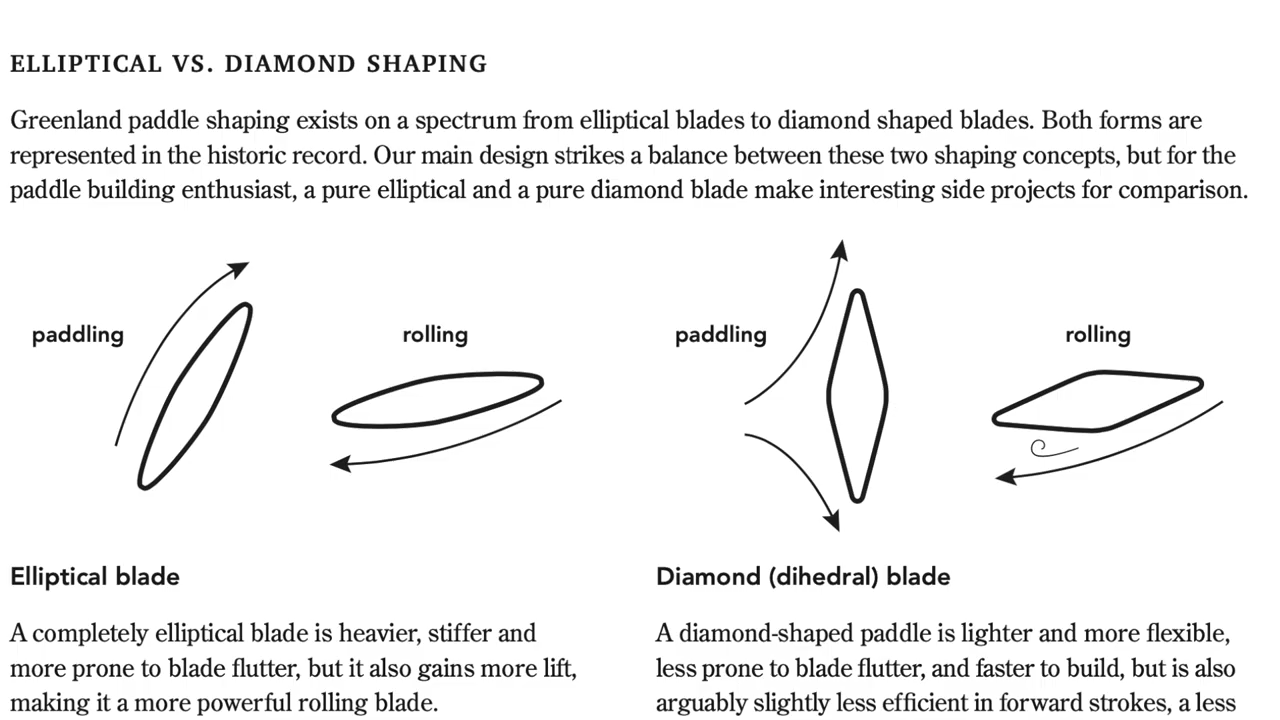 ELLIPTICAL VS. DIAMOND SHAPING
Greenland paddle shaping exists on a spectrum from elliptical blades to diamond shaped blades. Both forms are
represented in the historic record. Our main design strikes a balance between these two shaping concepts, but for the
paddle building enthusiast, a pure elliptical and a pure diamond blade make interesting side projects for comparison.
paddling
rolling
paddling
rolling
Elliptical blade
A completely elliptical blade is heavier, stiffer and
more prone to blade flutter, but it also gains more lift,
making it a more powerful rolling blade.
Diamond (dihedral) blade
A diamond-shaped paddle is lighter and more flexible,
less prone to blade flutter, and faster to build, but is also
arguably slightly less efficient in forward strokes, a less